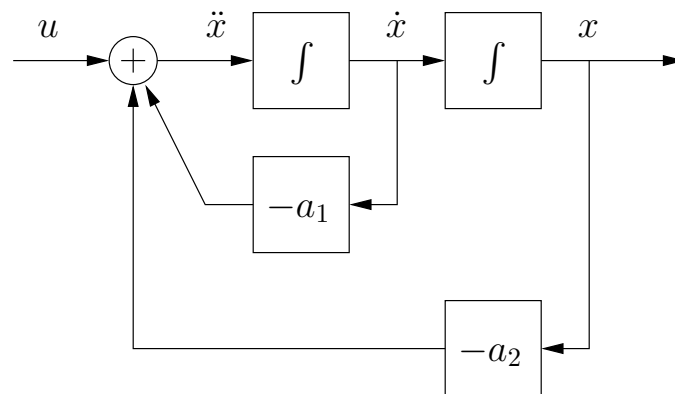 u ẍ ẋ x
+ ∫ ∫
−a₁
−a₂